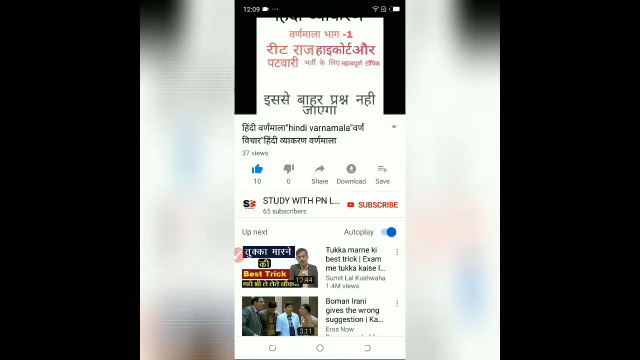 12:09
हिंदी व्याकरण
वर्णमाला भाग -1
रीट राज हाइकोर्ट और
पटवारी भर्ती के लिए महत्वपूर्ण टॉपिक
इससे बाहर प्रश्न नही
जाएगा
हिंदी वर्णमाला"hindi varnamala"वर्ण
विचार"हिंदी व्याकरण वर्णमाला
37 views
10
0
Share
Download
Save
STUDY WITH PN L...
SUBSCRIBE
65 subscribers
Up next
Autoplay
तुक्का मारने
की
Best Trick
12:44
Tukka marne ki
best trick | Exam
me tukka kaise l...
Sumit Lal Kushwaha
1.4M views
3:11
Boman Irani
gives the wrong
suggestion | Ka...
Eros Now